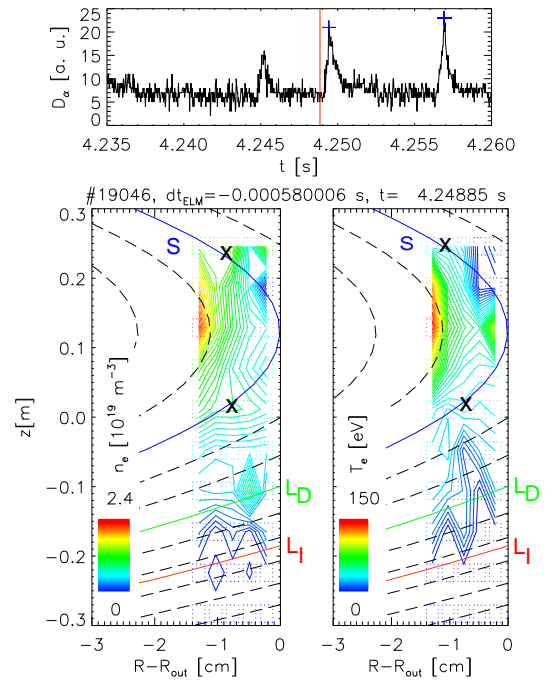 25
20
15
10
5
0
D_α [a. u.]
4.235 4.240 4.245 4.250 4.255 4.260
t [s]
#19046, dt_ELM=−0.000580006 s, t= 4.24885 s
0.3
0.2
0.1
0.0
−0.1
−0.2
−0.3
z[m]
S
X
X
n_e [10^19 m^−3]
2.4
0
L_D
L_I
−3 −2 −1 0
R−R_out [cm]
S
X
X
T_e [eV]
150
0
L_D
L_I
−3 −2 −1 0
R−R_out [cm]